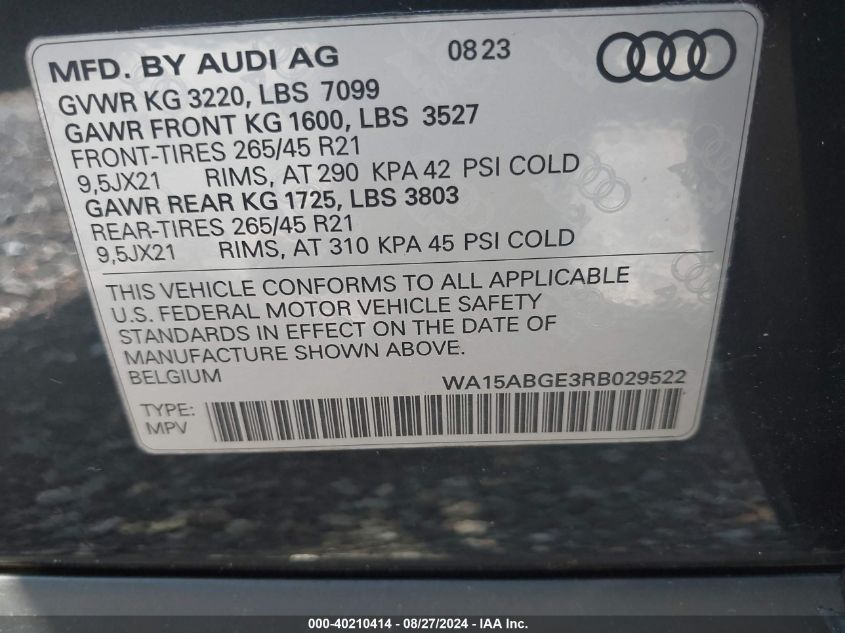 MFD. BY AUDI AG 0823
GVWR KG 3220, LBS 7099
GAWR FRONT KG 1600, LBS 3527
FRONT-TIRES 265/45 R21
9,5JX21 RIMS, AT 290 KPA 42 PSI COLD
GAWR REAR KG 1725, LBS 3803
REAR-TIRES 265/45 R21
9,5JX21 RIMS, AT 310 KPA 45 PSI COLD
THIS VEHICLE CONFORMS TO ALL APPLICABLE
U.S. FEDERAL MOTOR VEHICLE SAFETY
STANDARDS IN EFFECT ON THE DATE OF
MANUFACTURE SHOWN ABOVE.
BELGIUM WA15ABGE3RB029522
TYPE:
MPV
000-40210414 - 08/27/2024 - IAA Inc.